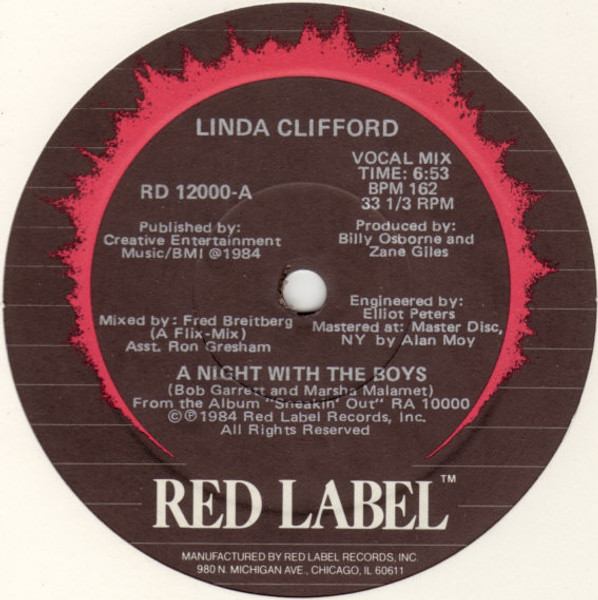 LINDA CLIFFORD
VOCAL MIX
TIME: 6:53
BPM 162
33 1/3 RPM
RD 12000-A
Published by:
Creative Entertainment
Music/BMI @1984
Produced by:
Billy Osborne and
Zane Giles
Mixed by: Fred Breitberg
(A Flix-Mix)
Asst. Ron Gresham
Engineered by:
Elliot Peters
Mastered at: Master Disc,
NY by Alan Moy
A NIGHT WITH THE BOYS
(Bob Garrett and Marsha Malamet)
From the Album "Sneakin' Out" RA 10000
©℗1984 Red Label Records, Inc.
All Rights Reserved
RED LABEL™
MANUFACTURED BY RED LABEL RECORDS, INC.
980 N. MICHIGAN AVE., CHICAGO, IL 60611